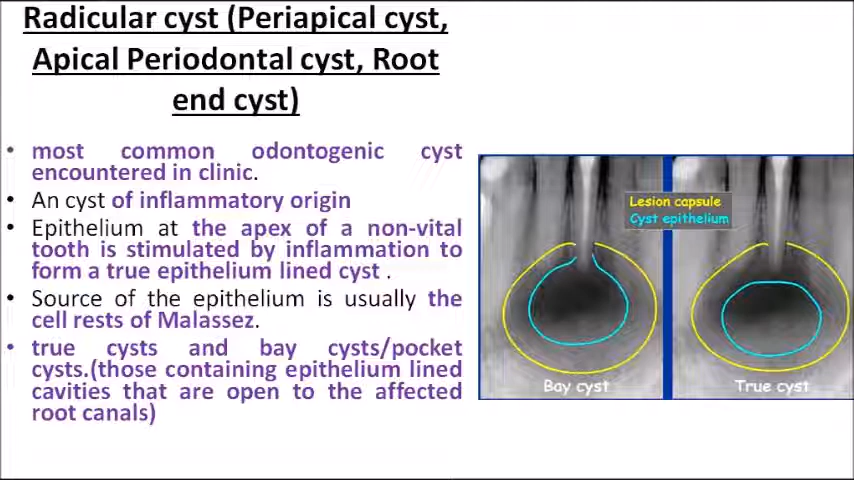 Radicular cyst (Periapical cyst,
Apical Periodontal cyst, Root
end cyst)
• most common odontogenic cyst
encountered in clinic.
• An cyst of inflammatory origin
• Epithelium at the apex of a non-vital
tooth is stimulated by inflammation to
form a true epithelium lined cyst .
• Source of the epithelium is usually the
cell rests of Malassez.
• true cysts and bay cysts/pocket
cysts.(those containing epithelium lined
cavities that are open to the affected
root canals)
Lesion capsule
Cyst epithelium
Bay cyst
True cyst